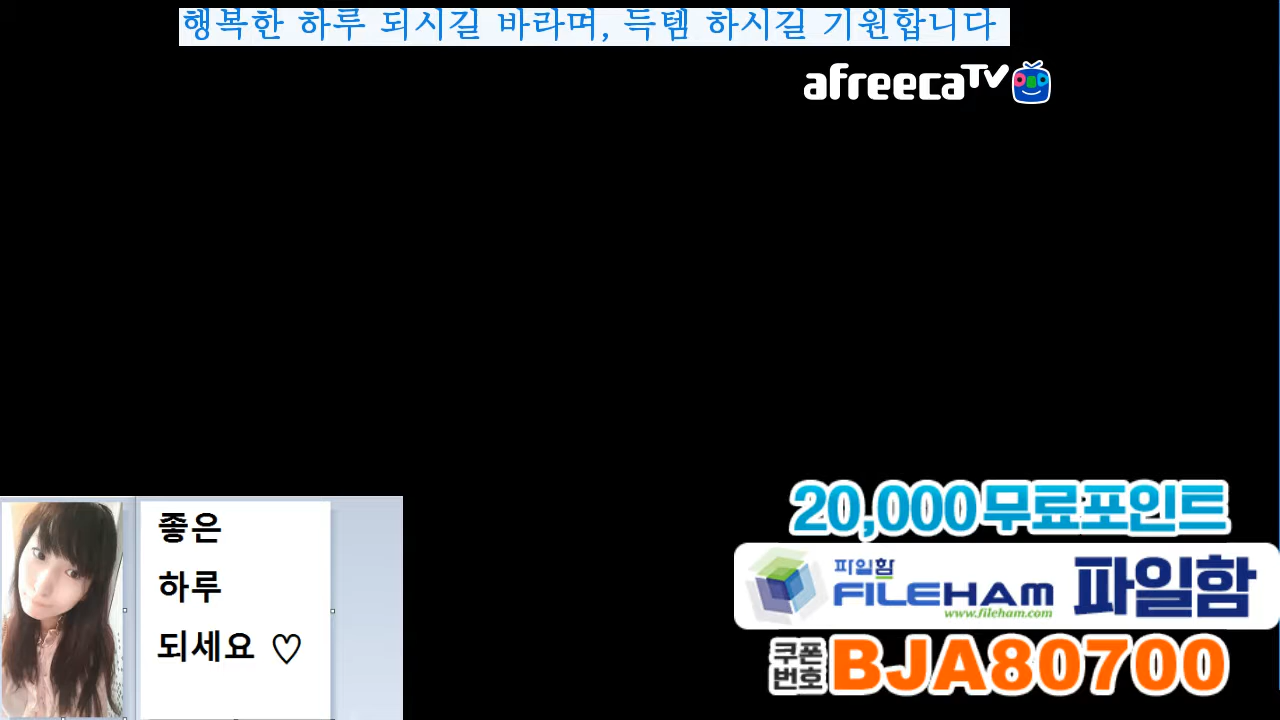 행복한 하루 되시길 바라며, 득템 하시길 기원합니다
afreecaTV
좋은
하루
되세요 ♡
20,000무료포인트
파일함
FILEHAM
www.fileham.com
파일함
쿠폰
번호
BJA80700